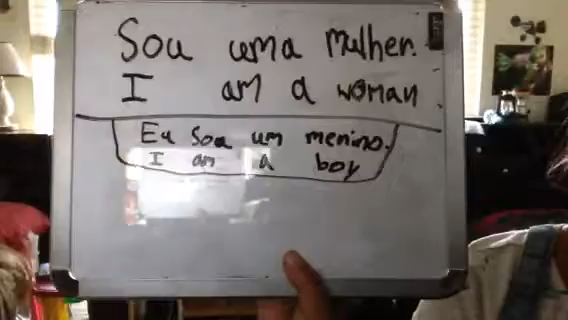 Sou uma mulher.
I am a woman
Eu Sou um menino.
I am a boy